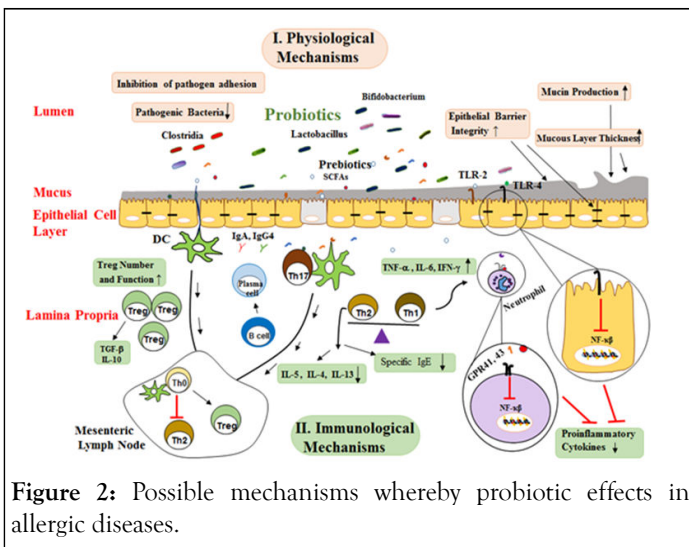 I. Physiological
Mechanisms
Inhibition of pathogen adhesion
Pathogenic Bacteria↓
Clostridia
Lumen
Probiotics
Bifidobacterium
Lactobacillus
Prebiotics
SCFAs
Epithelial Barrier
Integrity ↑
Mucin Production ↑
Mucous Layer Thickness↑
TLR-2
TLR-4
Mucus
Epithelial Cell
Layer
DC
IgA, IgG4
Treg Number
and Function ↑
Treg
Treg
Treg
TGF-β
IL-10
Lamina Propria
Plasma
cell
B cell
Th17
TNF-α , IL-6, IFN-γ ↑
Neutrophil
Th2
Th1
Specific IgE ↓
IL-5 , IL-4, IL-13↓
NF-αβ
GPR41, 43
NF-αβ
Th0
Th2
Treg
Mesenteric
Lymph Node
II. Immunological
Mechanisms
Proinflammatory
Cytokines ↓
Figure 2: Possible mechanisms whereby probiotic effects in
allergic diseases.